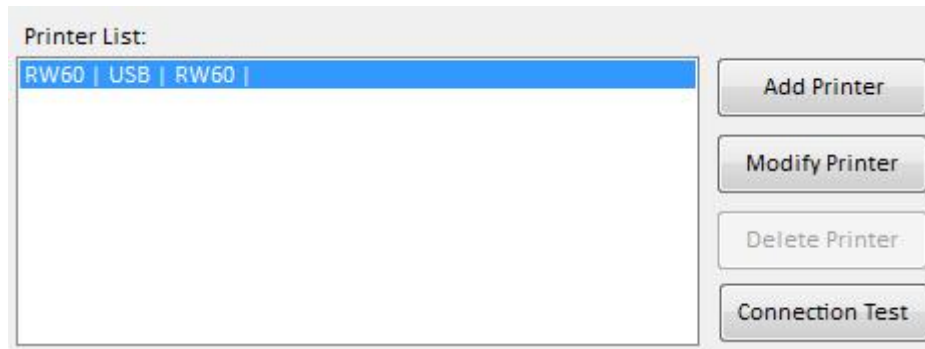 Printer List:
RW60 | USB | RW60 |
Add Printer
Modify Printer
Delete Printer
Connection Test